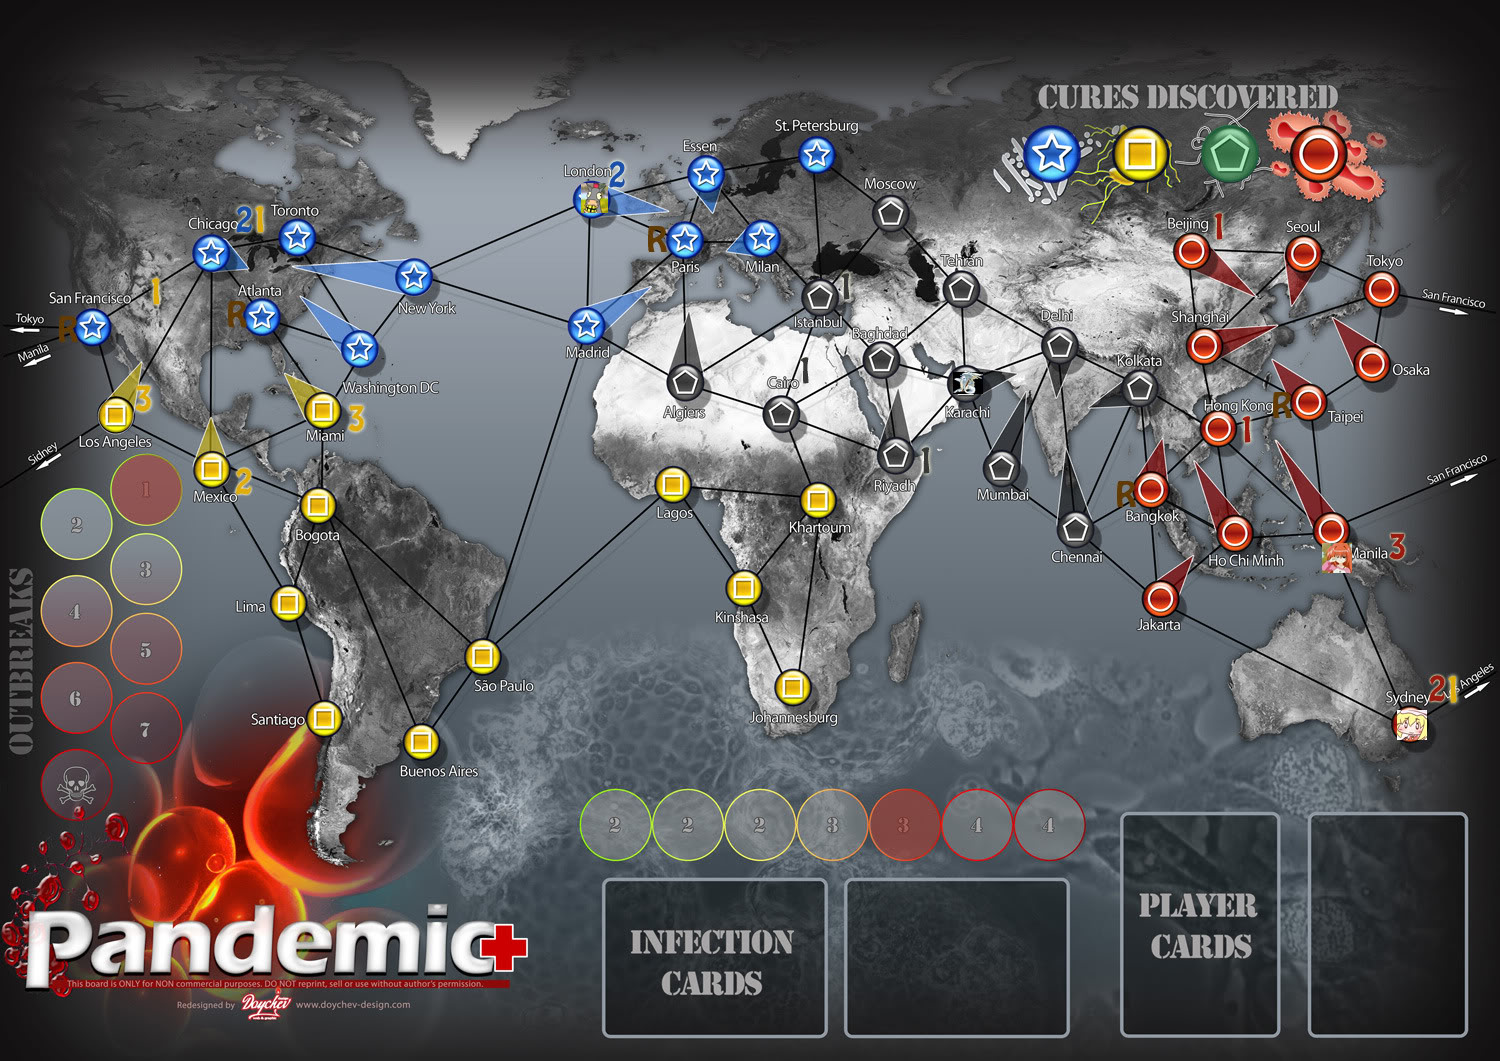 CURES DISCOVERED
St. Petersburg
Essen
London 2
Moscow
Chicago 2 1
Toronto
R
Paris
Milan
Beijing 1
Seoul
Tehran
Tokyo
San Francisco
1
R
Atlanta
R
New York
Istanbul
1
San Francisco
Tokyo
Manila
Madrid
Baghdad
Delhi
Shanghai
Kolkata
Osaka
Washington DC
Cairo
1
Karachi
Hong Kong
1
R
Taipei
Los Angeles
3
Miami
3
Algiers
Sidney
Mexico
2
Riyadh
1
Mumbai
San Francisco
Bogota
Lagos
Khartoum
R
Bangkok
Chennai
Ho Chi Minh
Manila 3
Lima
Kinshasa
Jakarta
São Paulo
Sydney 2 1
Los Angeles
Santiago
Johannesburg
Buenos Aires
OUTBREAKS
1
2
3
4
5
6
7
2 2 2 3 3 4 4
INFECTION
CARDS
PLAYER
CARDS
Pandemic
This board is ONLY for NON commercial purposes. DO NOT reprint, sell or use without author's permission.
Redesigned by Doychev www.doychev-design.com